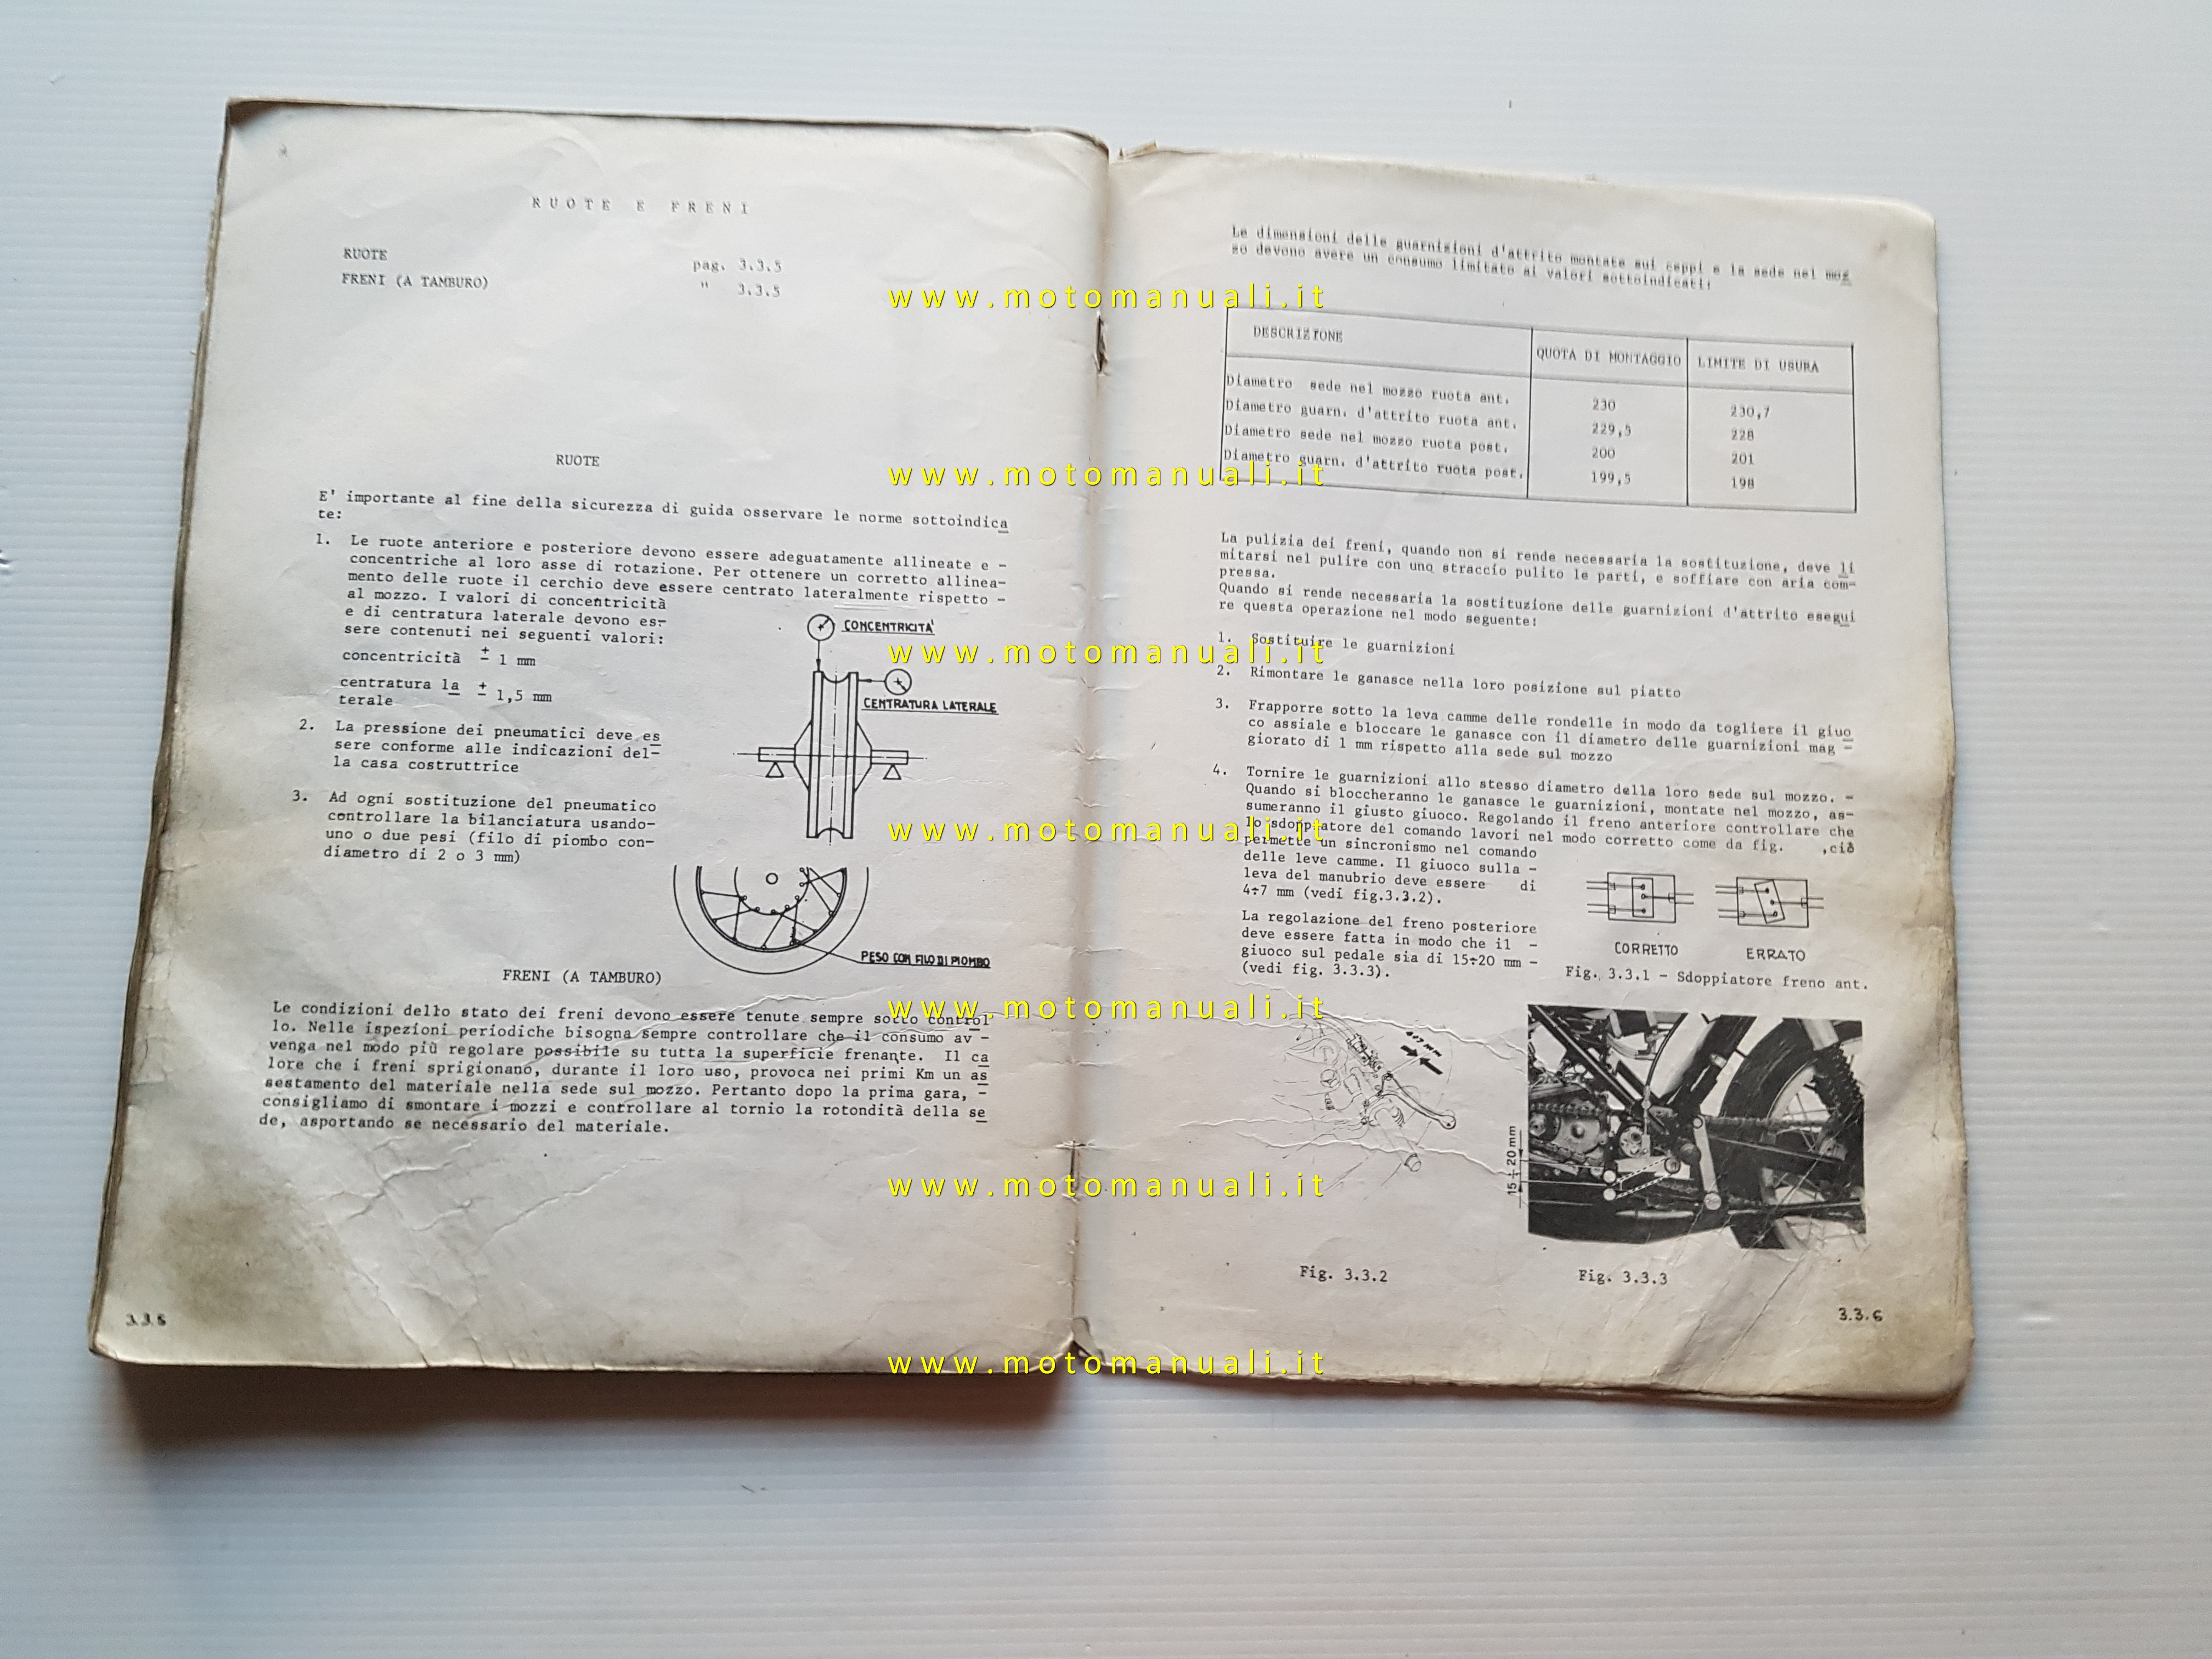 R U O T E   E   F R E N I
RUOTE pag. 3.3.5
FRENI (A TAMBURO) " 3.3.5
RUOTE
E' importante al fine della sicurezza di guida osservare le norme sottoindica
te:
1. Le ruote anteriore e posteriore devono essere adeguatamente allineate e -
concentriche al loro asse di rotazione. Per ottenere un corretto allinea-
mento delle ruote il cerchio deve essere centrato lateralmente rispetto -
al mozzo. I valori di concentricità
e di centratura laterale devono es-
sere contenuti nei seguenti valori:
concentricità ± 1 mm
centratura la ± 1,5 mm
terale
CONCENTRICITÀ
CENTRATURA LATERALE
2. La pressione dei pneumatici deve es
sere conforme alle indicazioni del-
la casa costruttrice
3. Ad ogni sostituzione del pneumatico
controllare la bilanciatura usando-
uno o due pesi (filo di piombo con-
diametro di 2 o 3 mm)
PESO CON FILO DI PIOMBO
FRENI (A TAMBURO)
Le condizioni dello stato dei freni devono essere tenute sempre sotto control
lo. Nelle ispezioni periodiche bisogna sempre controllare che il consumo av -
venga nel modo più regolare possibile su tutta la superficie frenante. Il ca
lore che i freni sprigionano, durante il loro uso, provoca nei primi Km un as
sestamento del materiale nella sede sul mozzo. Pertanto dopo la prima gara, -
consigliamo di smontare i mozzi e controllare al tornio la rotondità della se
de, asportando se necessario del materiale.
3.3.5
Le dimensioni delle guarnizioni d'attrito montate sui ceppi e la sede nel moz
zo devono avere un consumo limitato ai valori sottoindicati:
DESCRIZIONE QUOTA DI MONTAGGIO LIMITE DI USURA
Diametro sede nel mozzo ruota ant. 230 230,7
Diametro guarn. d'attrito ruota ant. 229,5 228
Diametro sede nel mozzo ruota post. 200 201
Diametro guarn. d'attrito ruota post. 199,5 198
La pulizia dei freni, quando non si rende necessaria la sostituzione, deve li
mitarsi nel pulire con uno straccio pulito le parti, e soffiare con aria com-
pressa.
Quando si rende necessaria la sostituzione delle guarnizioni d'attrito esegui
re questa operazione nel modo seguente:
1. Sostituire le guarnizioni
2. Rimontare le ganasce nella loro posizione sul piatto
3. Frapporre sotto la leva camme delle rondelle in modo da togliere il giuo
co assiale e bloccare le ganasce con il diametro delle guarnizioni mag -
giorato di 1 mm rispetto alla sede sul mozzo
4. Tornire le guarnizioni allo stesso diametro della loro sede sul mozzo. -
Quando si bloccheranno le ganasce le guarnizioni, montate nel mozzo, as-
sumeranno il giusto giuoco. Regolando il freno anteriore controllare che
lo sdoppiatore del comando lavori nel modo corretto come da fig. ,ciò
permette un sincronismo nel comando
delle leve camme. Il giuoco sulla -
leva del manubrio deve essere di
4÷7 mm (vedi fig.3.3.2).
La regolazione del freno posteriore
deve essere fatta in modo che il -
giuoco sul pedale sia di 15÷20 mm -
(vedi fig. 3.3.3).
CORRETTO ERRATO
Fig. 3.3.1 - Sdoppiatore freno ant.
15 ÷ 20 mm
Fig. 3.3.2 Fig. 3.3.3
3.3.6
www.motomanuali.it
www.motomanuali.it
www.motomanuali.it
www.motomanuali.it
www.motomanuali.it
www.motomanuali.it
www.motomanuali.it